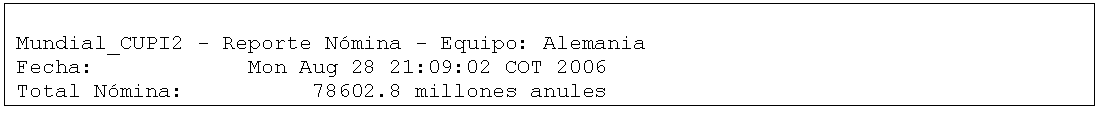 Mundial_CUPI2 - Reporte Nómina - Equipo: Alemania
Fecha: Mon Aug 28 21:09:02 COT 2006
Total Nómina: 78602.8 millones anules